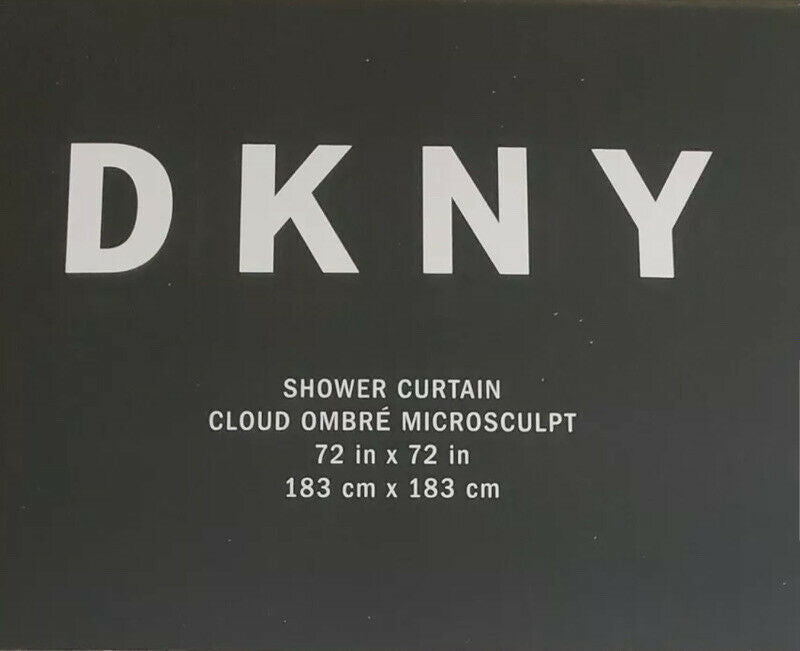 DKNY
SHOWER CURTAIN
CLOUD OMBRÉ MICROSCULPT
72 in x 72 in
183 cm x 183 cm